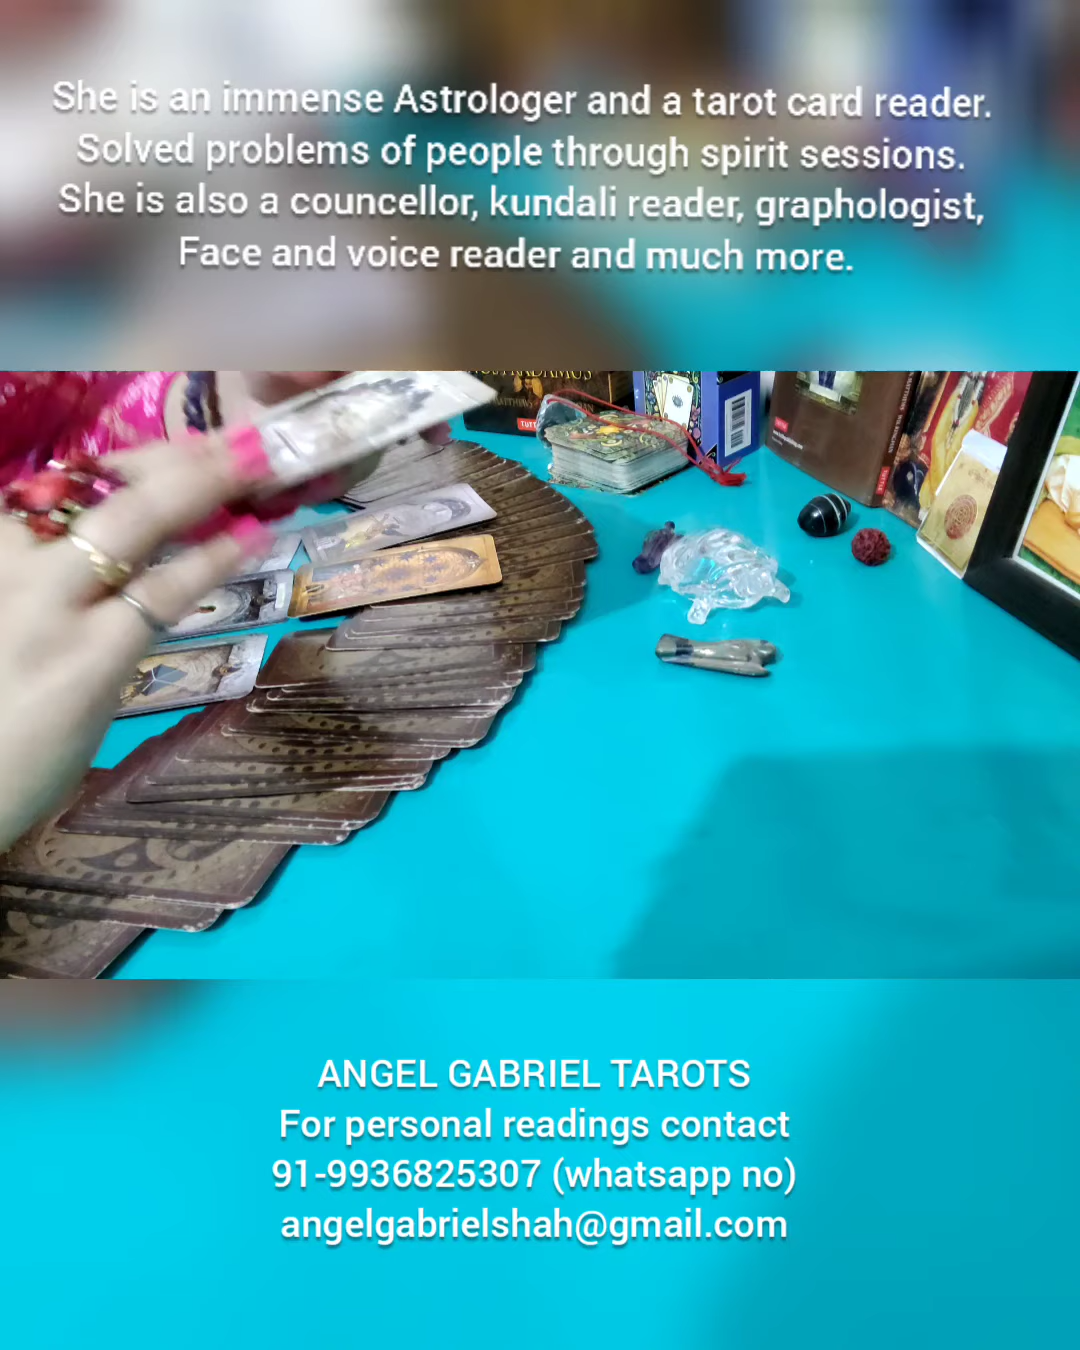 She is an immense Astrologer and a tarot card reader.
Solved problems of people through spirit sessions.
She is also a councellor, kundali reader, graphologist,
Face and voice reader and much more.
ANGEL GABRIEL TAROTS
For personal readings contact
91-9936825307 (whatsapp no)
angelgabrielshah@gmail.com